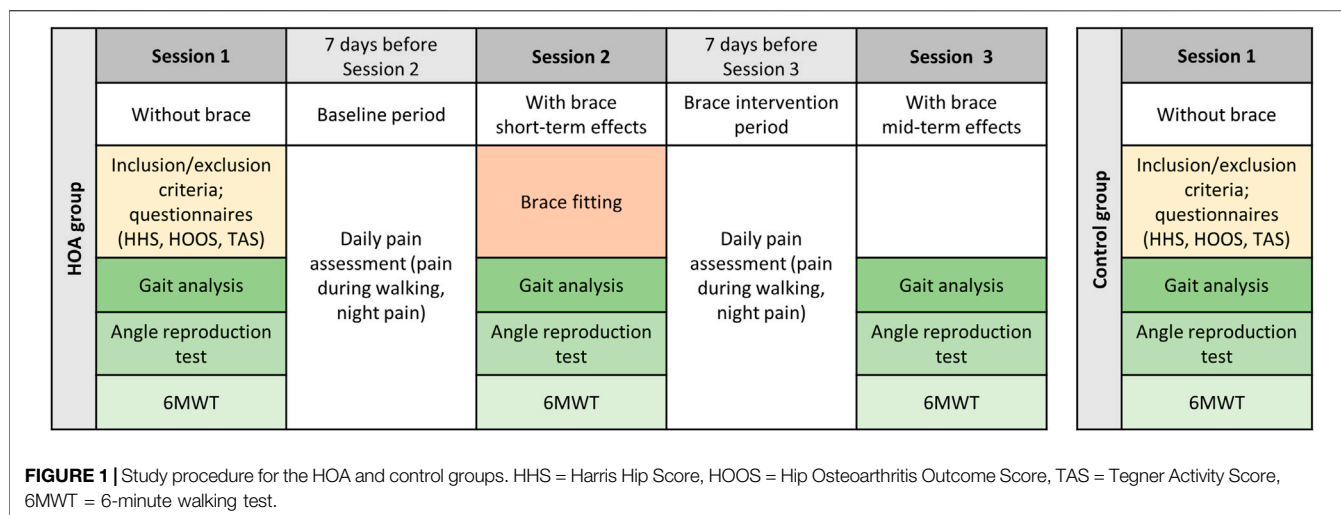 HOA group
Session 1
7 days before
Session 2
Session 2
7 days before
Session 3
Session 3
Without brace
Baseline period
With brace
short-term effects
Brace intervention
period
With brace
mid-term effects
Inclusion/exclusion
criteria;
questionnaires
(HHS, HOOS, TAS)
Daily pain
assessment (pain
during walking,
night pain)
Brace fitting
Daily pain
assessment (pain
during walking,
night pain)
Gait analysis
Gait analysis
Gait analysis
Angle reproduction
test
Angle reproduction
test
Angle reproduction
test
6MWT
6MWT
6MWT
Control group
Session 1
Without brace
Inclusion/exclusion
criteria;
questionnaires
(HHS, HOOS, TAS)
Gait analysis
Angle reproduction
test
6MWT
FIGURE 1 | Study procedure for the HOA and control groups. HHS = Harris Hip Score, HOOS = Hip Osteoarthritis Outcome Score, TAS = Tegner Activity Score,
6MWT = 6-minute walking test.